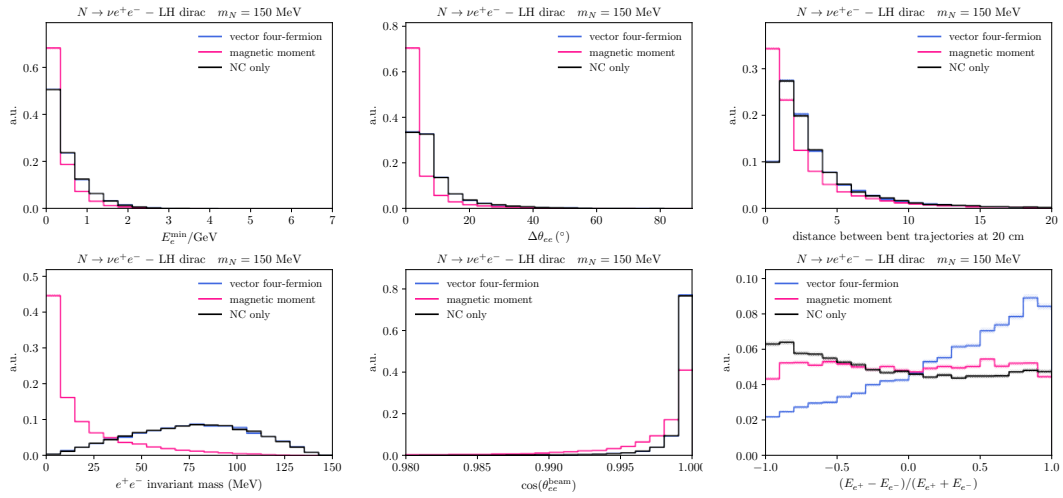 N → νe⁺e⁻ – LH dirac m_N = 150 MeV
vector four-fermion
magnetic moment
NC only
a.u.
0.6
0.4
0.2
0.0
0 1 2 3 4 5 6 7
E_e^min/GeV
N → νe⁺e⁻ – LH dirac m_N = 150 MeV
vector four-fermion
magnetic moment
NC only
a.u.
0.8
0.6
0.4
0.2
0.0
0 20 40 60 80
Δθ_ee (°)
N → νe⁺e⁻ – LH dirac m_N = 150 MeV
vector four-fermion
magnetic moment
NC only
a.u.
0.3
0.2
0.1
0.0
0 5 10 15 20
distance between bent trajectories at 20 cm
N → νe⁺e⁻ – LH dirac m_N = 150 MeV
vector four-fermion
magnetic moment
NC only
a.u.
0.5
0.4
0.3
0.2
0.1
0.0
0 25 50 75 100 125 150
e⁺e⁻ invariant mass (MeV)
N → νe⁺e⁻ – LH dirac m_N = 150 MeV
vector four-fermion
magnetic moment
NC only
a.u.
0.8
0.6
0.4
0.2
0.0
0.980 0.985 0.990 0.995 1.000
cos(θ_ee^beam)
N → νe⁺e⁻ – LH dirac m_N = 150 MeV
vector four-fermion
magnetic moment
NC only
a.u.
0.10
0.08
0.06
0.04
0.02
0.00
−1.0 −0.5 0.0 0.5 1.0
(E_e⁺ − E_e⁻)/(E_e⁺ + E_e⁻)